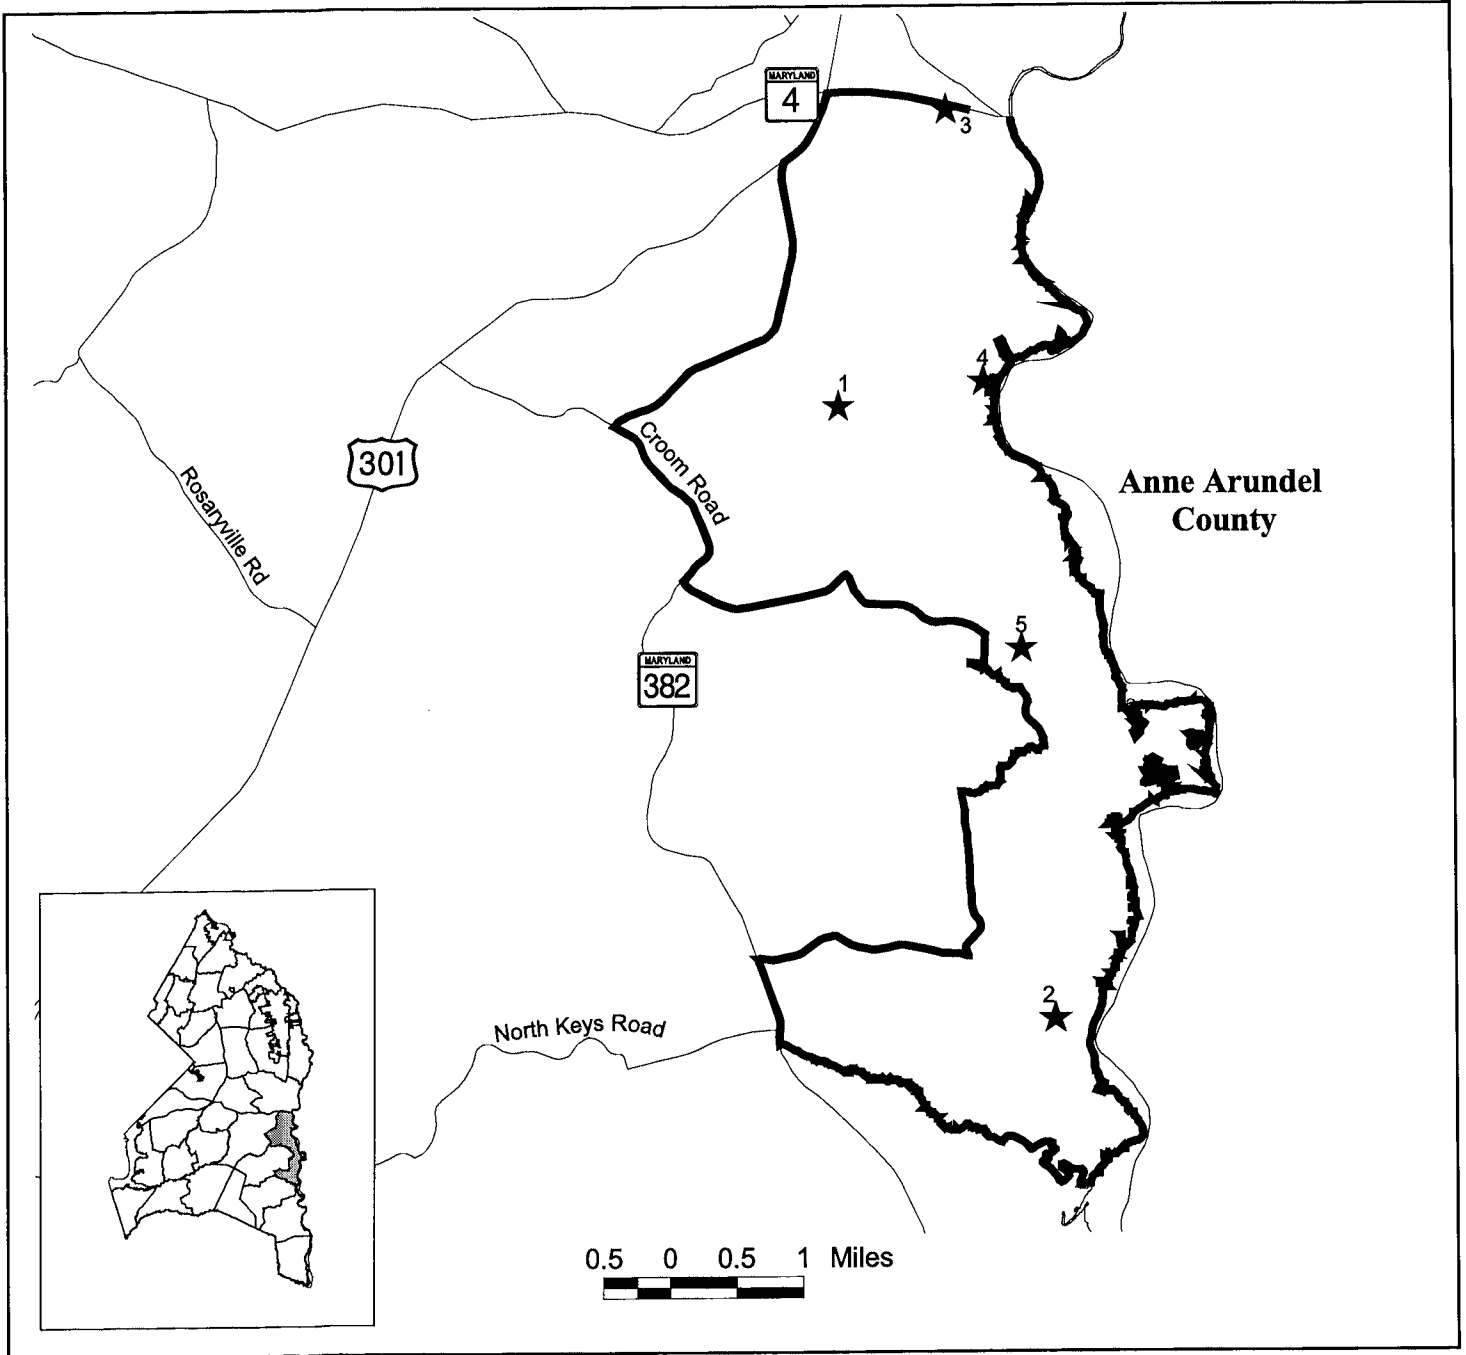 MARYLAND
4
3
4
1
Croom Road
301
Rosaryville Rd
Anne Arundel
County
5
MARYLAND
382
2
North Keys Road
0.5 0 0.5 1 Miles